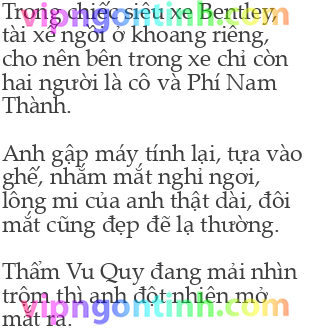 Trong chiếc siêu xe Bentley,
vipngontinh.com
tài xế ngồi ở khoang riêng,
cho nên bên trong xe chỉ còn
hai người là cô và Phí Nam
Thành.
Anh gập máy tính lại, tựa vào
ghế, nhắm mắt nghỉ ngơi,
lông mi của anh thật dài, đôi
mắt cũng đẹp đẽ lạ thường.
Thẩm Vu Quy đang mải nhìn
trộm thì anh đột nhiên mở
vipngontinh.com
mắt ra.